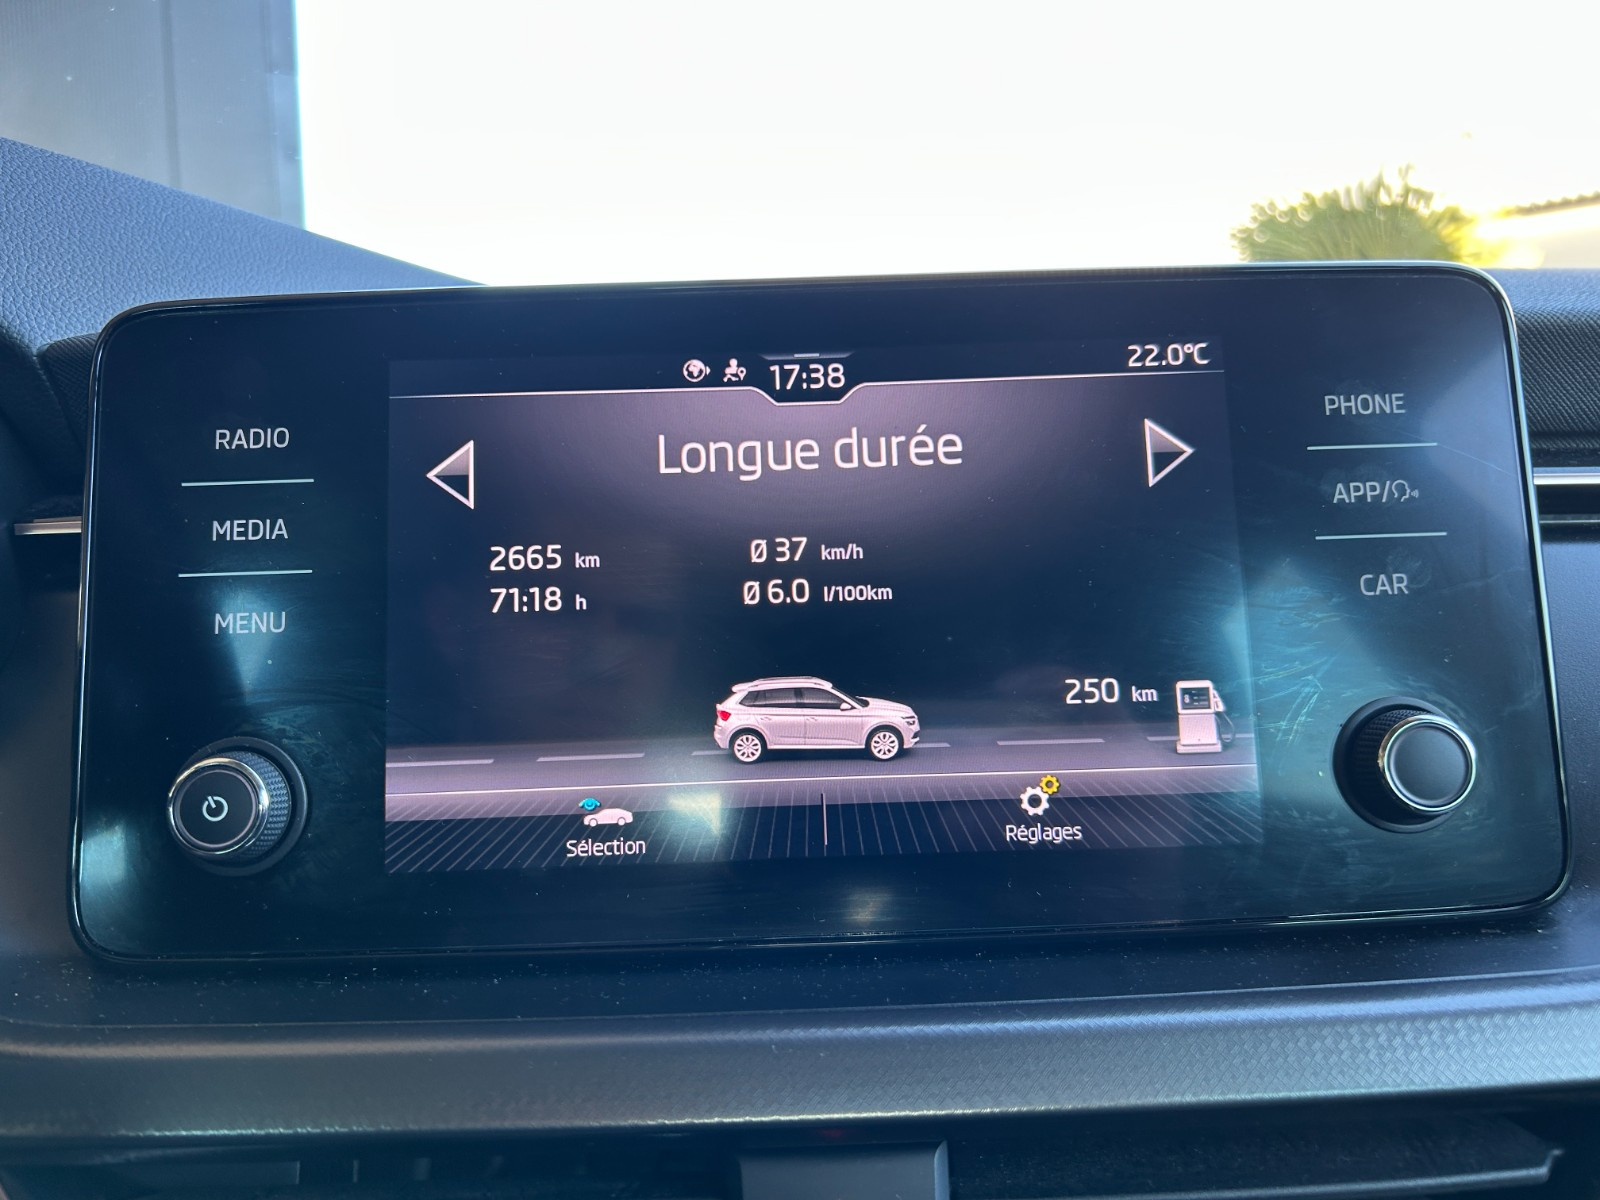 17:38
22.0°C
RADIO
MEDIA
MENU
Longue durée
2665 km
71:18 h
Ø 37 km/h
Ø 6.0 l/100km
250 km
Sélection
Réglages
PHONE
APP/
CAR